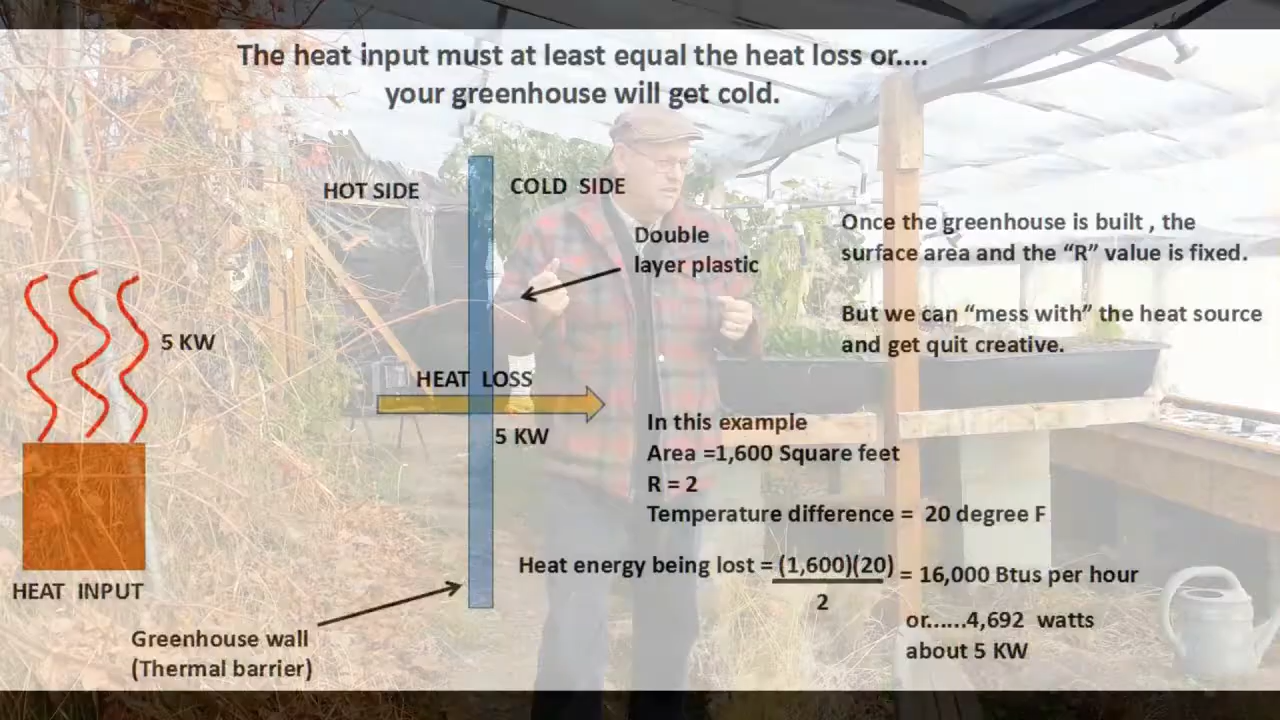 The heat input must at least equal the heat loss or....
your greenhouse will get cold.
HOT SIDE
COLD SIDE
Double
layer plastic
Once the greenhouse is built , the
surface area and the “R” value is fixed.
But we can “mess with” the heat source
and get quit creative.
5 KW
HEAT LOSS
5 KW
In this example
Area =1,600 Square feet
R = 2
Temperature difference = 20 degree F
Heat energy being lost = (1,600)(20) = 16,000 Btus per hour
2
or......4,692 watts
about 5 KW
HEAT INPUT
Greenhouse wall
(Thermal barrier)